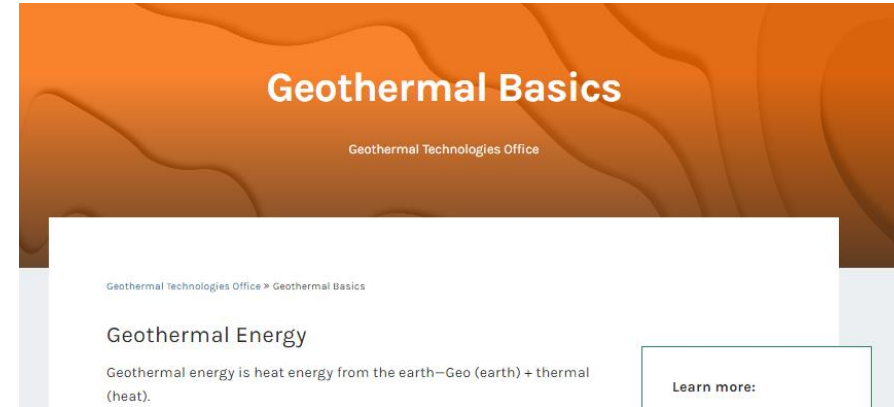 Geothermal Basics
Geothermal Technologies Office
Geothermal Technologies Office » Geothermal Basics
Geothermal Energy
Geothermal energy is heat energy from the earth—Geo (earth) + thermal
(heat).
Learn more: